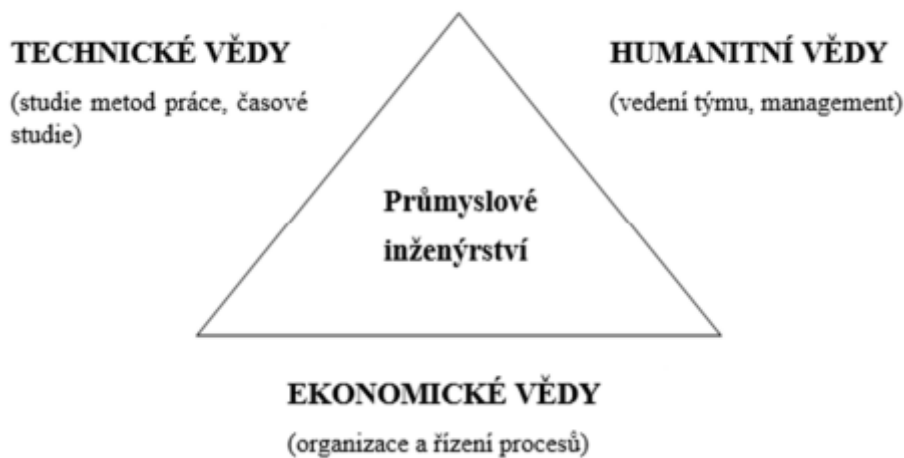 TECHNICKÉ VĚDY
(studie metod práce, časové
studie)
HUMANITNÍ VĚDY
(vedení týmu, management)
Průmyslové
inženýrství
EKONOMICKÉ VĚDY
(organizace a řízení procesů)